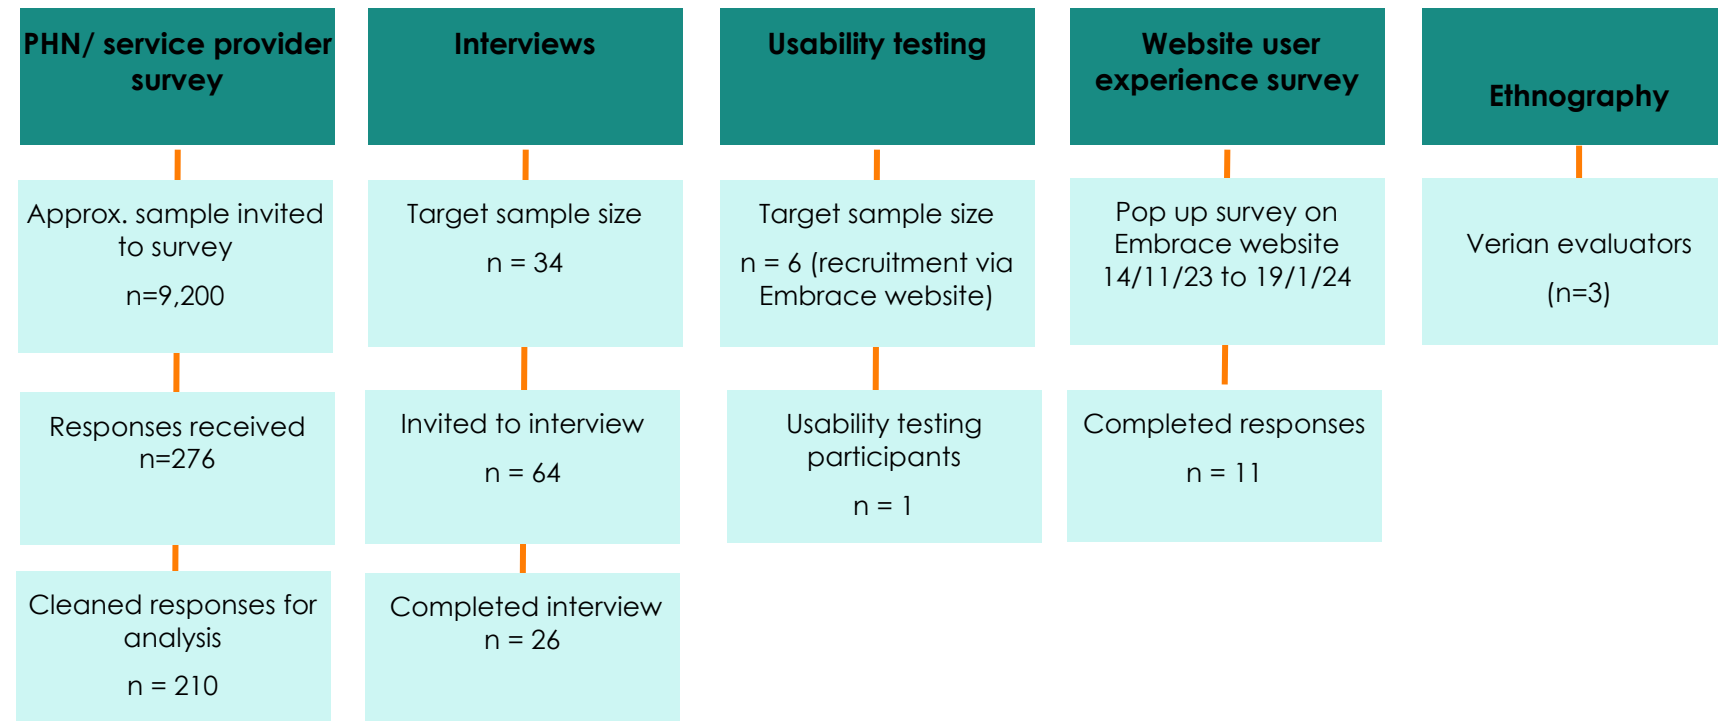 PHN/ service provider
survey
Approx. sample invited
to survey
n=9,200
Responses received
n=276
Cleaned responses for
analysis
n = 210
Interviews
Target sample size
n = 34
Invited to interview
n = 64
Completed interview
n = 26
Usability testing
Target sample size
n = 6 (recruitment via
Embrace website)
Usability testing
participants
n = 1
Website user
experience survey
Pop up survey on
Embrace website
14/11/23 to 19/1/24
Completed responses
n = 11
Ethnography
Verian evaluators
(n=3)